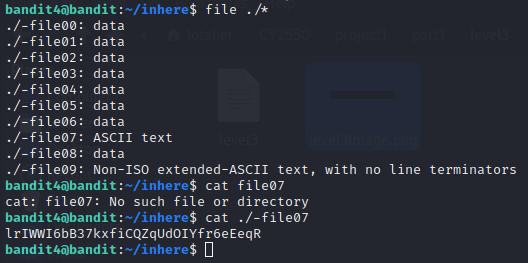 bandit4@bandit:~/inhere$ file ./*
./-file00: data
./-file01: data
./-file02: data
./-file03: data
./-file04: data
./-file05: data
./-file06: data
./-file07: ASCII text
./-file08: data
./-file09: Non-ISO extended-ASCII text, with no line terminators
bandit4@bandit:~/inhere$ cat file07
cat: file07: No such file or directory
bandit4@bandit:~/inhere$ cat ./-file07
lrIWWI6bB37kxfiCQZqUdOIYfr6eEeqR
bandit4@bandit:~/inhere$